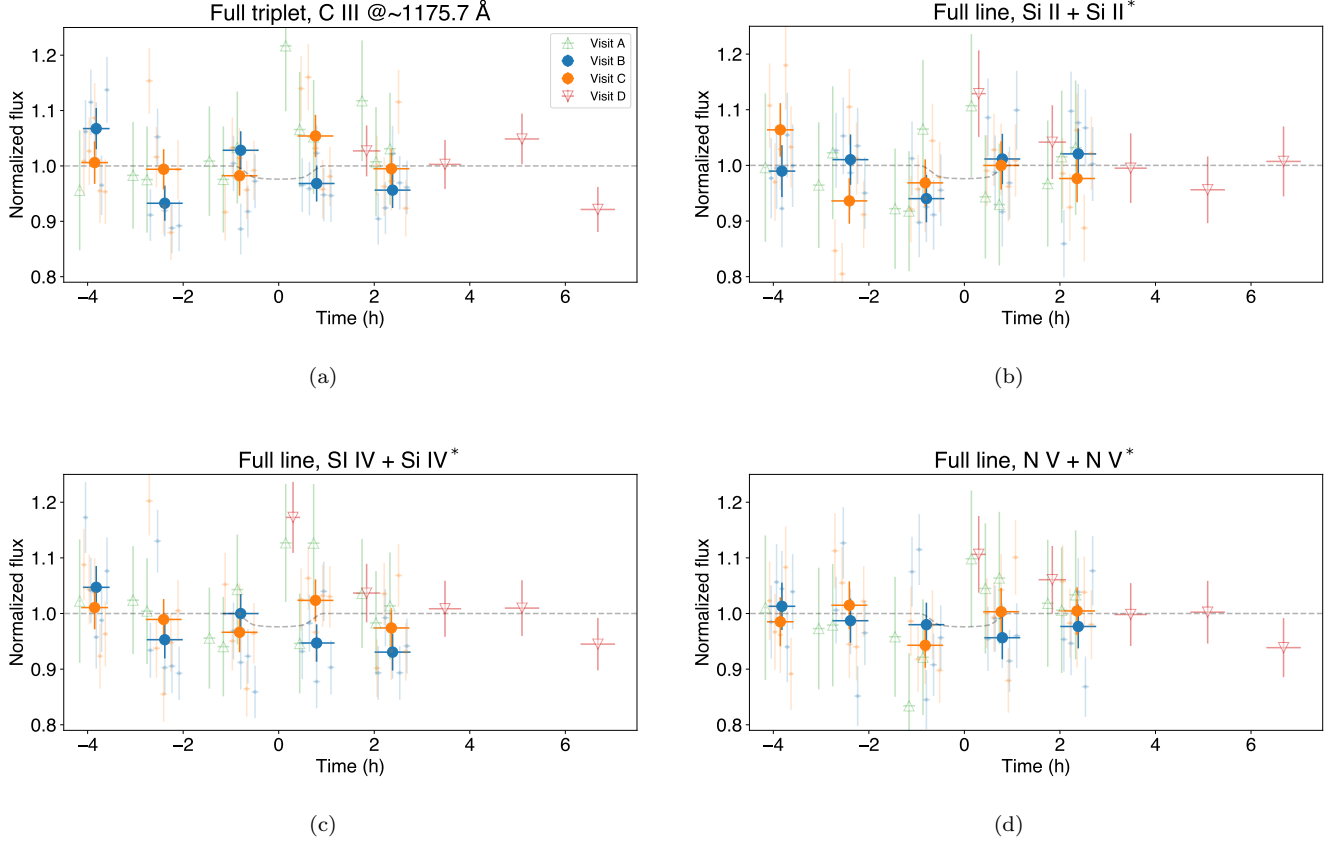 Full triplet, C III @~1175.7 Å
Normalized flux
1.2
1.1
1.0
0.9
0.8
Visit A
Visit B
Visit C
Visit D
−4 −2 0 2 4 6
Time (h)
(a)
Full line, Si II + Si II*
Normalized flux
1.2
1.1
1.0
0.9
0.8
−4 −2 0 2 4 6
Time (h)
(b)
Full line, SI IV + Si IV*
Normalized flux
1.2
1.1
1.0
0.9
0.8
−4 −2 0 2 4 6
Time (h)
(c)
Full line, N V + N V*
Normalized flux
1.2
1.1
1.0
0.9
0.8
−4 −2 0 2 4 6
Time (h)
(d)